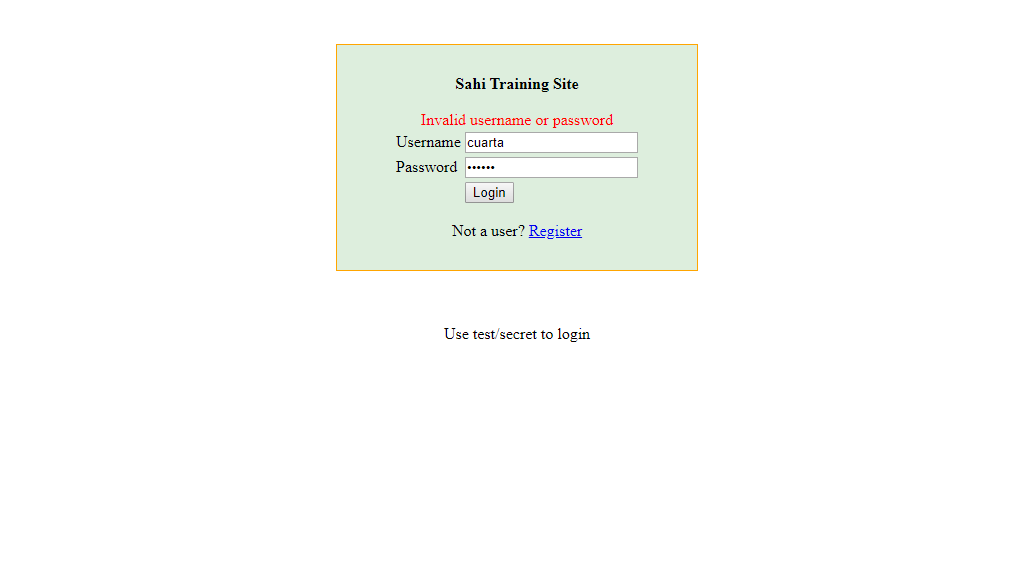 Sahi Training Site
Invalid username or password
Username cuarta
Password ••••••
Login
Not a user? Register
Use test/secret to login